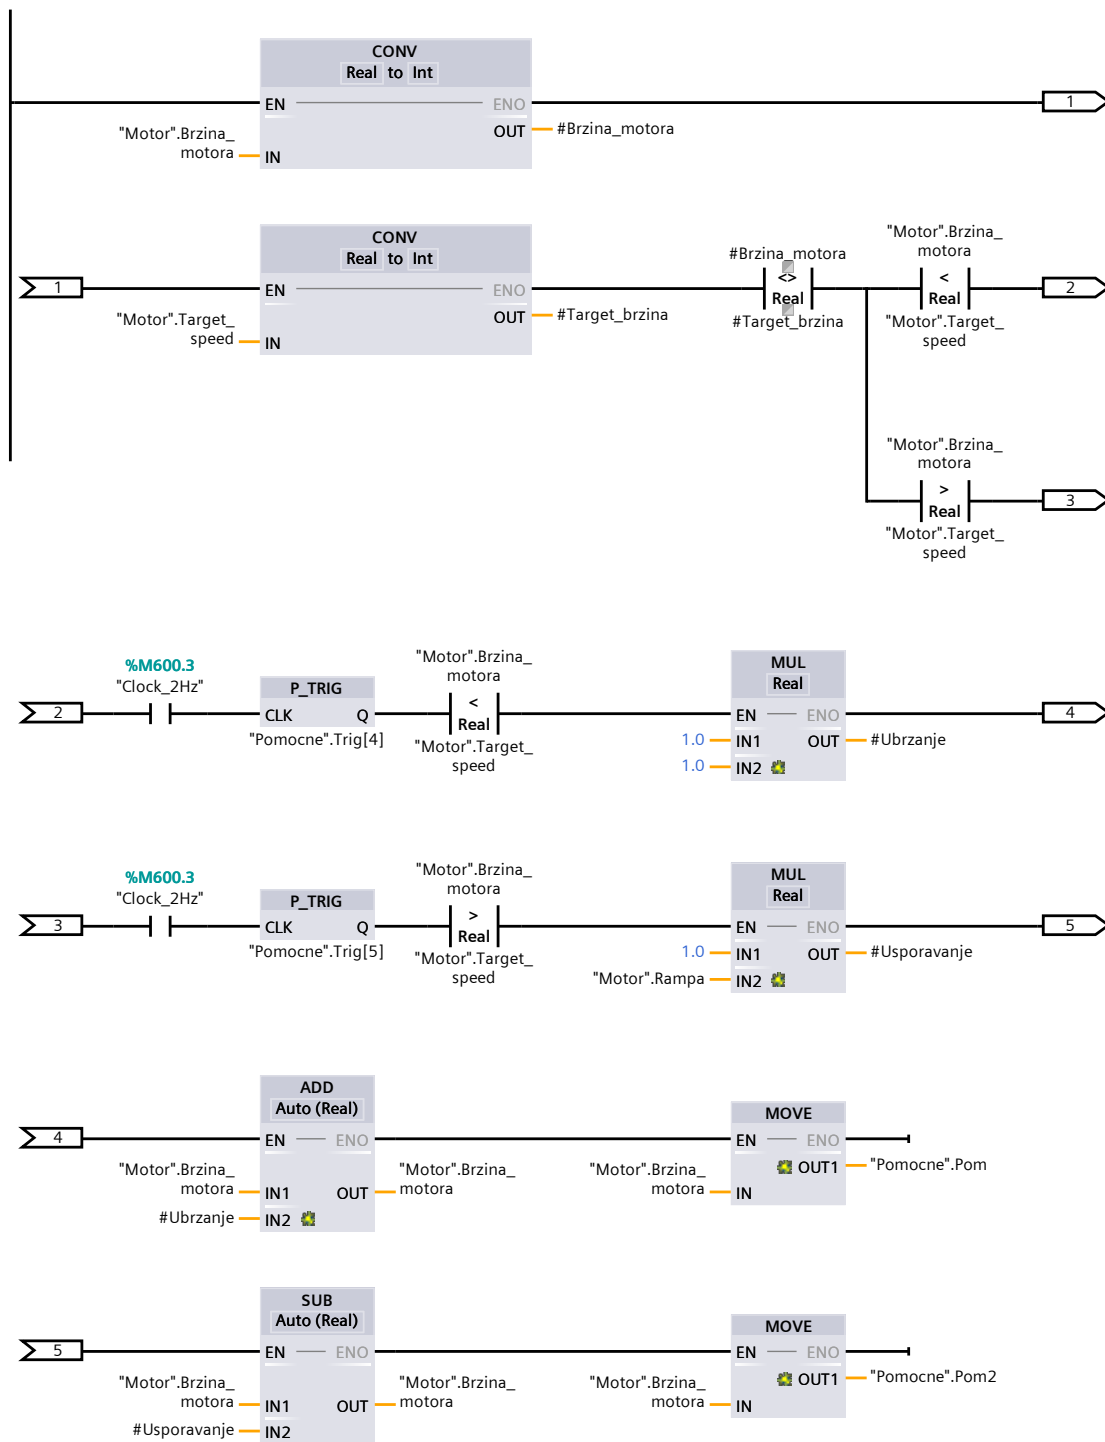 CONV
Real to Int
EN ENO
"Motor".Brzina_
motora
IN
OUT
#Brzina_motora
1
CONV
Real to Int
1
EN ENO
"Motor".Target_
speed
IN
OUT
#Target_brzina
#Brzina_motora
<>
Real
#Target_brzina
"Motor".Brzina_
motora
<
Real
"Motor".Target_
speed
2
"Motor".Brzina_
motora
>
Real
"Motor".Target_
speed
3
2
%M600.3
"Clock_2Hz"
P_TRIG
CLK Q
"Pomocne".Trig[4]
"Motor".Brzina_
motora
<
Real
"Motor".Target_
speed
MUL
Real
EN ENO
1.0 IN1 OUT #Ubrzanje
1.0 IN2
4
3
%M600.3
"Clock_2Hz"
P_TRIG
CLK Q
"Pomocne".Trig[5]
"Motor".Brzina_
motora
>
Real
"Motor".Target_
speed
MUL
Real
EN ENO
1.0 IN1 OUT #Usporavanje
"Motor".Rampa IN2
5
4
ADD
Auto (Real)
EN ENO
"Motor".Brzina_
motora
IN1 OUT
"Motor".Brzina_
motora
#Ubrzanje IN2
MOVE
EN ENO
OUT1 "Pomocne".Pom
"Motor".Brzina_
motora
IN
5
SUB
Auto (Real)
EN ENO
"Motor".Brzina_
motora
IN1 OUT
"Motor".Brzina_
motora
#Usporavanje IN2
MOVE
EN ENO
OUT1 "Pomocne".Pom2
"Motor".Brzina_
motora
IN